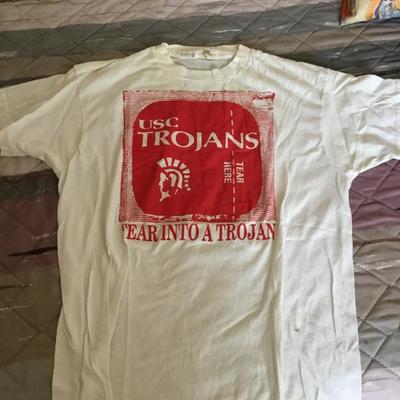 USC
TROJANS
TEAR
HERE
TEAR INTO A TROJAN